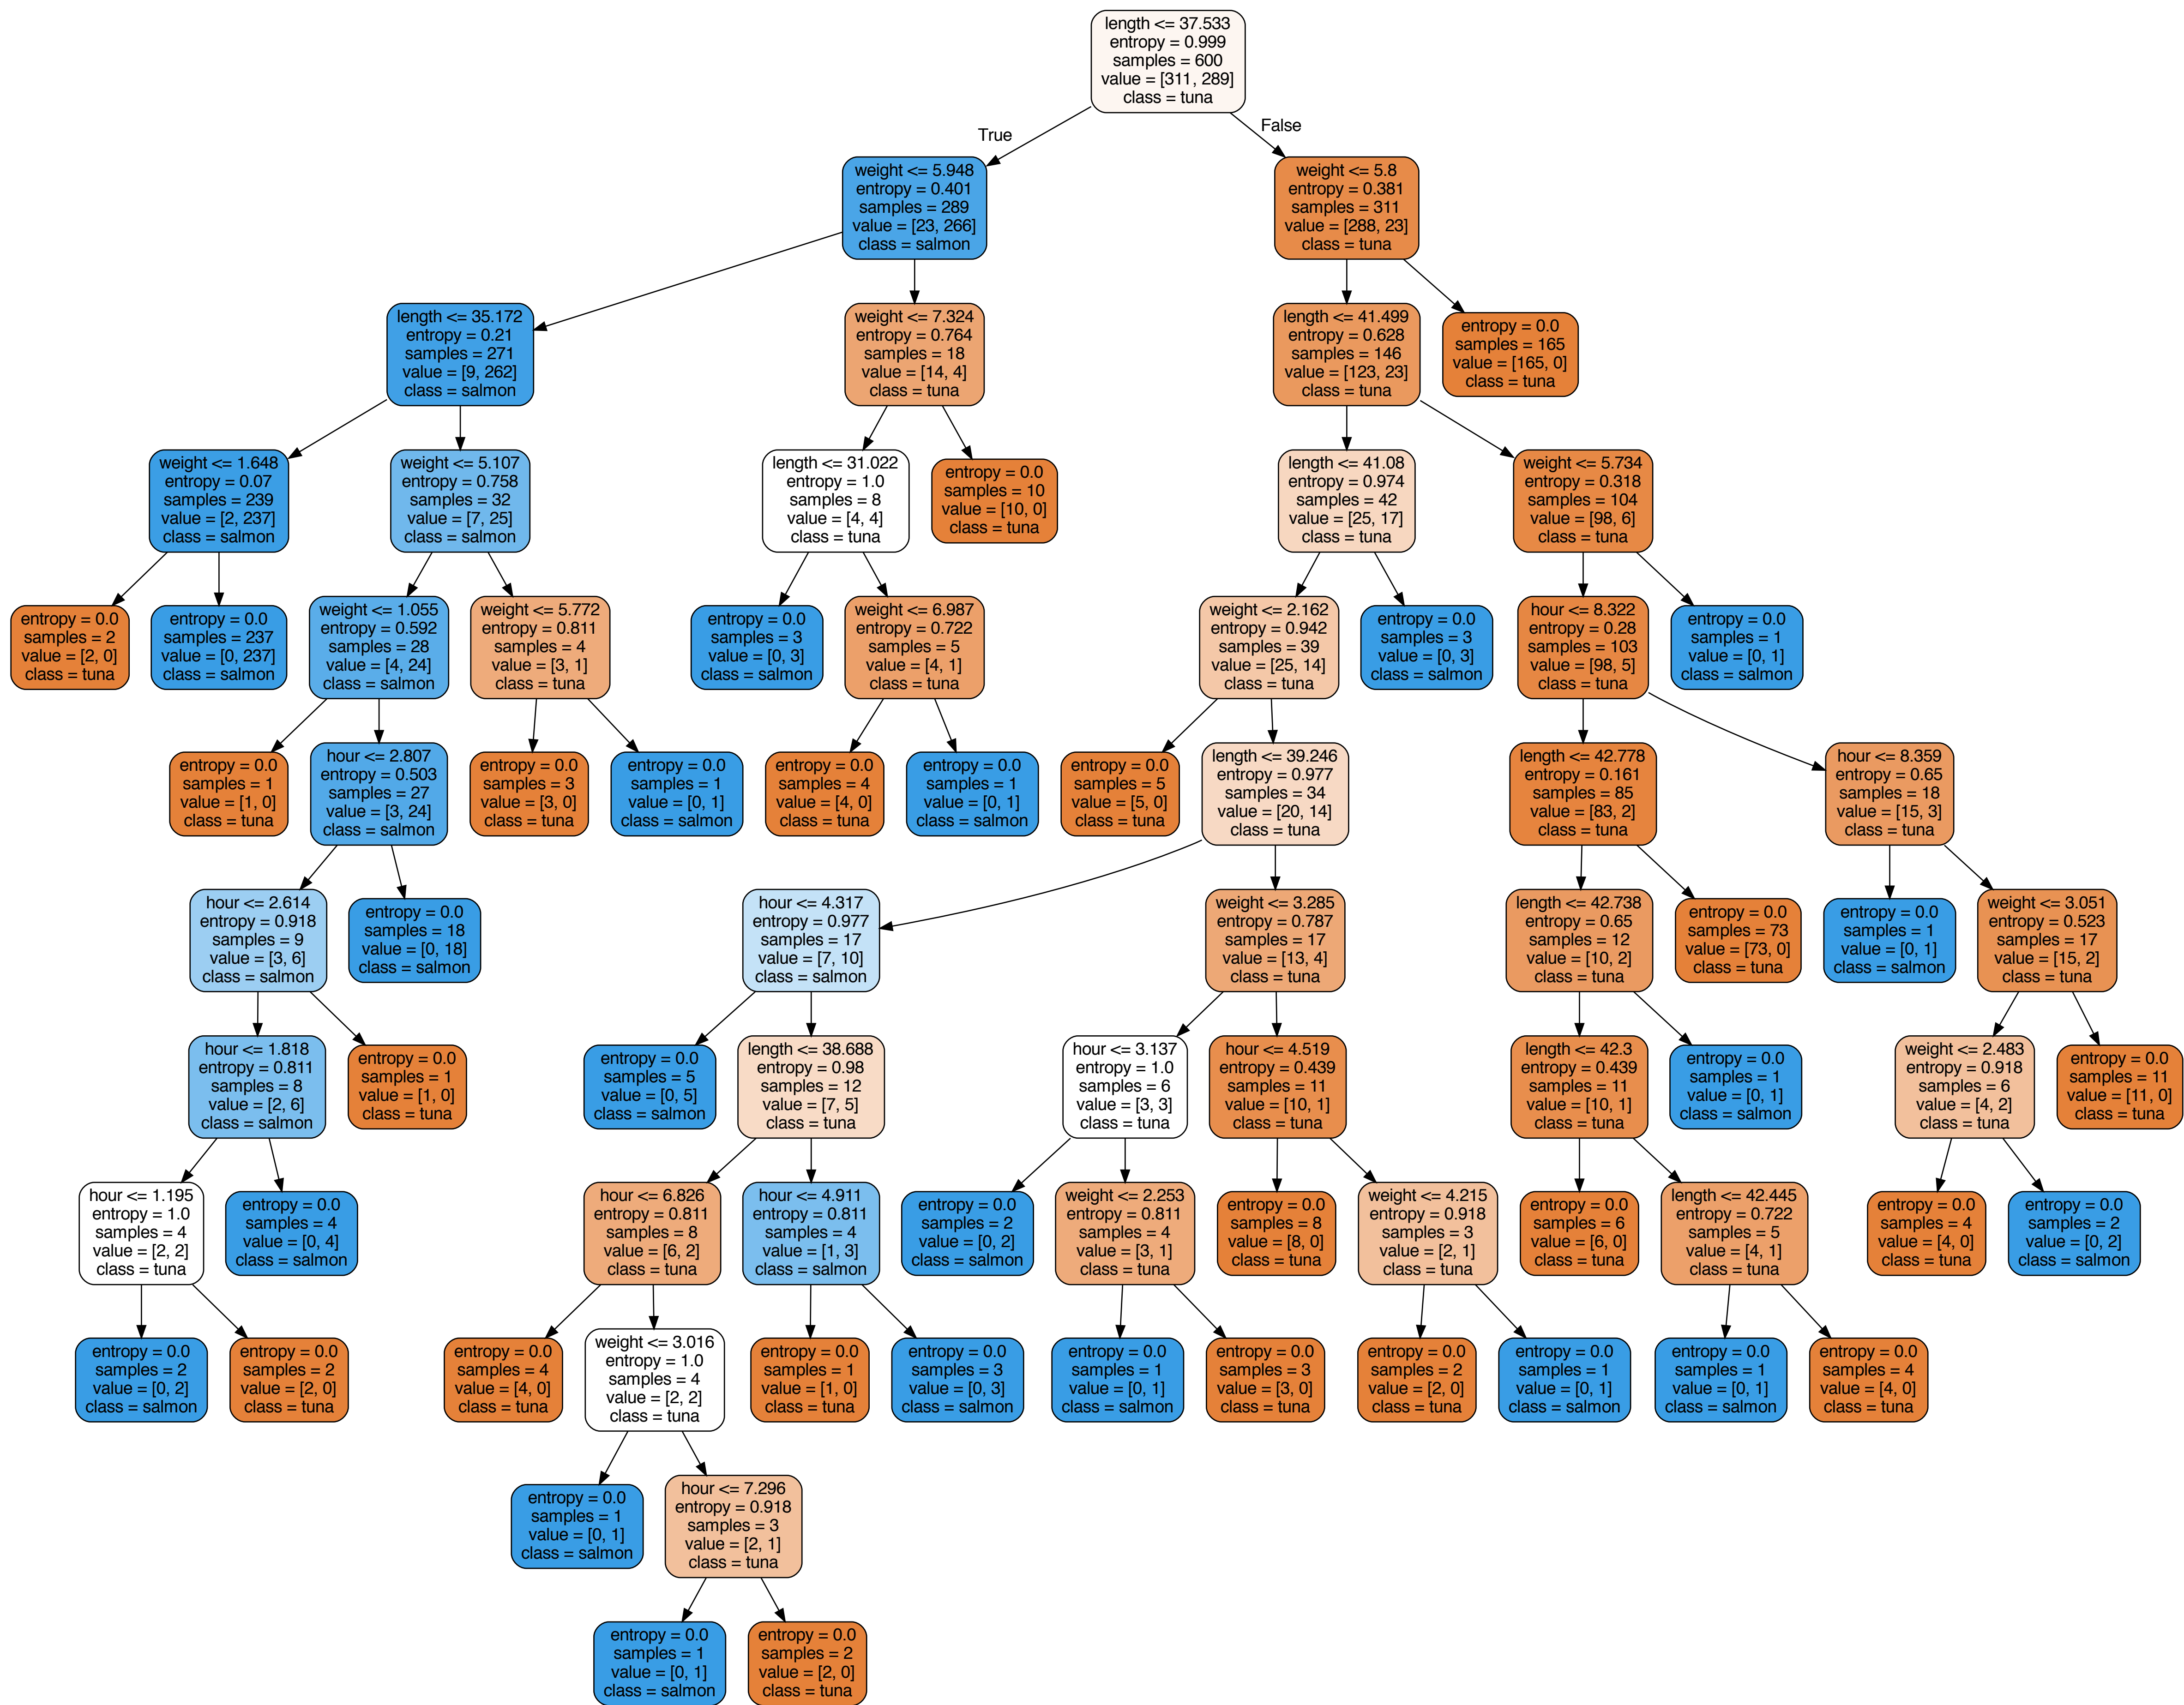 length <= 37.533
entropy = 0.999
samples = 600
value = [311, 289]
class = tuna
True
False
weight <= 5.948
entropy = 0.401
samples = 289
value = [23, 266]
class = salmon
weight <= 5.8
entropy = 0.381
samples = 311
value = [288, 23]
class = tuna
length <= 35.172
entropy = 0.21
samples = 271
value = [9, 262]
class = salmon
weight <= 7.324
entropy = 0.764
samples = 18
value = [14, 4]
class = tuna
length <= 41.499
entropy = 0.628
samples = 146
value = [123, 23]
class = tuna
entropy = 0.0
samples = 165
value = [165, 0]
class = tuna
weight <= 1.648
entropy = 0.07
samples = 239
value = [2, 237]
class = salmon
weight <= 5.107
entropy = 0.758
samples = 32
value = [7, 25]
class = salmon
length <= 31.022
entropy = 1.0
samples = 8
value = [4, 4]
class = tuna
entropy = 0.0
samples = 10
value = [10, 0]
class = tuna
length <= 41.08
entropy = 0.974
samples = 42
value = [25, 17]
class = tuna
weight <= 5.734
entropy = 0.318
samples = 104
value = [98, 6]
class = tuna
entropy = 0.0
samples = 2
value = [2, 0]
class = tuna
entropy = 0.0
samples = 237
value = [0, 237]
class = salmon
weight <= 1.055
entropy = 0.592
samples = 28
value = [4, 24]
class = salmon
weight <= 5.772
entropy = 0.811
samples = 4
value = [3, 1]
class = tuna
entropy = 0.0
samples = 3
value = [0, 3]
class = salmon
weight <= 6.987
entropy = 0.722
samples = 5
value = [4, 1]
class = tuna
weight <= 2.162
entropy = 0.942
samples = 39
value = [25, 14]
class = tuna
entropy = 0.0
samples = 3
value = [0, 3]
class = salmon
hour <= 8.322
entropy = 0.28
samples = 103
value = [98, 5]
class = tuna
entropy = 0.0
samples = 1
value = [0, 1]
class = salmon
entropy = 0.0
samples = 1
value = [1, 0]
class = tuna
hour <= 2.807
entropy = 0.503
samples = 27
value = [3, 24]
class = salmon
entropy = 0.0
samples = 3
value = [3, 0]
class = tuna
entropy = 0.0
samples = 1
value = [0, 1]
class = salmon
entropy = 0.0
samples = 4
value = [4, 0]
class = tuna
entropy = 0.0
samples = 1
value = [0, 1]
class = salmon
entropy = 0.0
samples = 5
value = [5, 0]
class = tuna
length <= 39.246
entropy = 0.977
samples = 34
value = [20, 14]
class = tuna
length <= 42.778
entropy = 0.161
samples = 85
value = [83, 2]
class = tuna
hour <= 8.359
entropy = 0.65
samples = 18
value = [15, 3]
class = tuna
hour <= 2.614
entropy = 0.918
samples = 9
value = [3, 6]
class = salmon
entropy = 0.0
samples = 18
value = [0, 18]
class = salmon
hour <= 4.317
entropy = 0.977
samples = 17
value = [7, 10]
class = salmon
weight <= 3.285
entropy = 0.787
samples = 17
value = [13, 4]
class = tuna
length <= 42.738
entropy = 0.65
samples = 12
value = [10, 2]
class = tuna
entropy = 0.0
samples = 73
value = [73, 0]
class = tuna
entropy = 0.0
samples = 1
value = [0, 1]
class = salmon
weight <= 3.051
entropy = 0.523
samples = 17
value = [15, 2]
class = tuna
hour <= 1.818
entropy = 0.811
samples = 8
value = [2, 6]
class = salmon
entropy = 0.0
samples = 1
value = [1, 0]
class = tuna
entropy = 0.0
samples = 5
value = [0, 5]
class = salmon
length <= 38.688
entropy = 0.98
samples = 12
value = [7, 5]
class = tuna
hour <= 3.137
entropy = 1.0
samples = 6
value = [3, 3]
class = tuna
hour <= 4.519
entropy = 0.439
samples = 11
value = [10, 1]
class = tuna
length <= 42.3
entropy = 0.439
samples = 11
value = [10, 1]
class = tuna
entropy = 0.0
samples = 1
value = [0, 1]
class = salmon
weight <= 2.483
entropy = 0.918
samples = 6
value = [4, 2]
class = tuna
entropy = 0.0
samples = 11
value = [11, 0]
class = tuna
hour <= 1.195
entropy = 1.0
samples = 4
value = [2, 2]
class = tuna
entropy = 0.0
samples = 4
value = [0, 4]
class = salmon
hour <= 6.826
entropy = 0.811
samples = 8
value = [6, 2]
class = tuna
hour <= 4.911
entropy = 0.811
samples = 4
value = [1, 3]
class = salmon
entropy = 0.0
samples = 2
value = [0, 2]
class = salmon
weight <= 2.253
entropy = 0.811
samples = 4
value = [3, 1]
class = tuna
entropy = 0.0
samples = 8
value = [8, 0]
class = tuna
weight <= 4.215
entropy = 0.918
samples = 3
value = [2, 1]
class = tuna
entropy = 0.0
samples = 6
value = [6, 0]
class = tuna
length <= 42.445
entropy = 0.722
samples = 5
value = [4, 1]
class = tuna
entropy = 0.0
samples = 4
value = [4, 0]
class = tuna
entropy = 0.0
samples = 2
value = [0, 2]
class = salmon
entropy = 0.0
samples = 2
value = [0, 2]
class = salmon
entropy = 0.0
samples = 2
value = [2, 0]
class = tuna
entropy = 0.0
samples = 4
value = [4, 0]
class = tuna
weight <= 3.016
entropy = 1.0
samples = 4
value = [2, 2]
class = tuna
entropy = 0.0
samples = 1
value = [1, 0]
class = tuna
entropy = 0.0
samples = 3
value = [0, 3]
class = salmon
entropy = 0.0
samples = 1
value = [0, 1]
class = salmon
entropy = 0.0
samples = 3
value = [3, 0]
class = tuna
entropy = 0.0
samples = 2
value = [2, 0]
class = tuna
entropy = 0.0
samples = 1
value = [0, 1]
class = salmon
entropy = 0.0
samples = 1
value = [0, 1]
class = salmon
entropy = 0.0
samples = 4
value = [4, 0]
class = tuna
entropy = 0.0
samples = 1
value = [0, 1]
class = salmon
hour <= 7.296
entropy = 0.918
samples = 3
value = [2, 1]
class = tuna
entropy = 0.0
samples = 1
value = [0, 1]
class = salmon
entropy = 0.0
samples = 2
value = [2, 0]
class = tuna